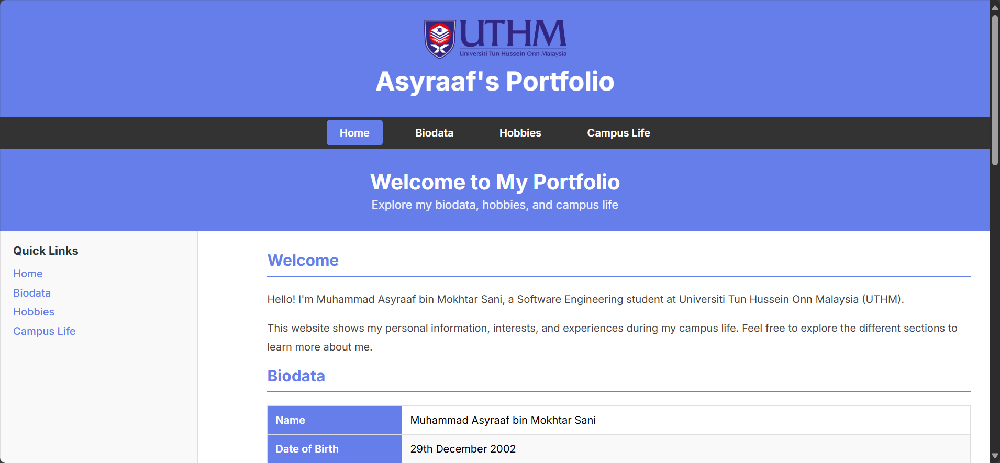 UTHM
Universiti Tun Hussein Onn Malaysia
Asyraaf's Portfolio
Home
Biodata
Hobbies
Campus Life
Welcome to My Portfolio
Explore my biodata, hobbies, and campus life
Quick Links
Home
Biodata
Hobbies
Campus Life
Welcome
Hello! I'm Muhammad Asyraaf bin Mokhtar Sani, a Software Engineering student at Universiti Tun Hussein Onn Malaysia (UTHM).
This website shows my personal information, interests, and experiences during my campus life. Feel free to explore the different sections to
learn more about me.
Biodata
Name
Muhammad Asyraaf bin Mokhtar Sani
Date of Birth
29th December 2002